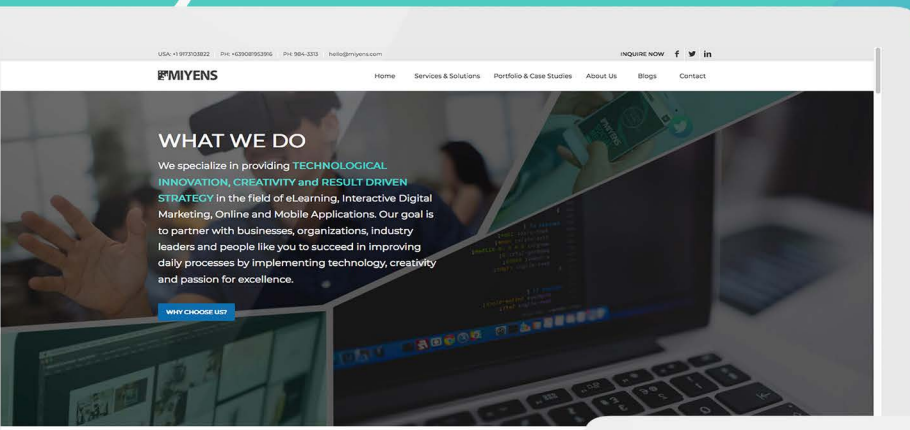 USA: +1 9173103822 PH: +639081953916 PH: 984-3313 hello@miyens.com INQUIRE NOW
MIYENS Home Services & Solutions Portfolio & Case Studies About Us Blogs Contact
WHAT WE DO
We specialize in providing TECHNOLOGICAL
INNOVATION, CREATIVITY and RESULT DRIVEN
STRATEGY in the field of eLearning, Interactive Digital
Marketing, Online and Mobile Applications. Our goal is
to partner with businesses, organizations, industry
leaders and people like you to succeed in improving
daily processes by implementing technology, creativity
and passion for excellence.
WHY CHOOSE US?